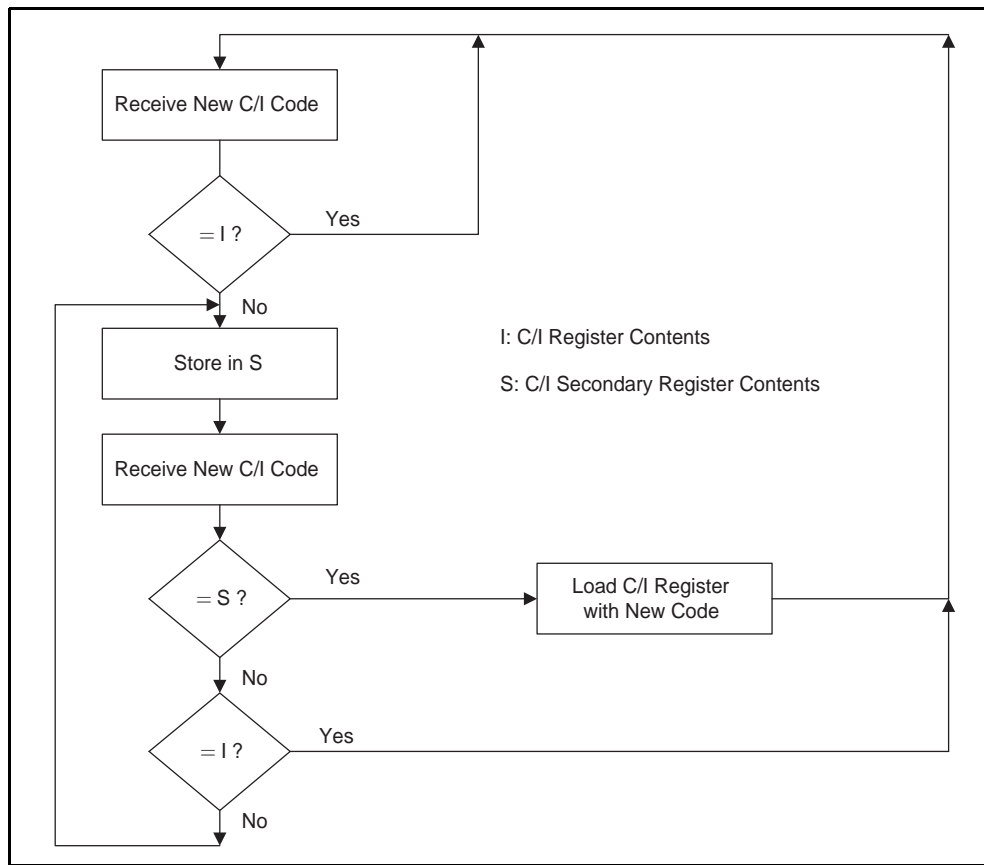 Receive New C/I Code
= I ?
Yes
No
Store in S
I: C/I Register Contents
S: C/I Secondary Register Contents
Receive New C/I Code
= S ?
Yes
Load C/I Register
with New Code
No
= I ?
Yes
No